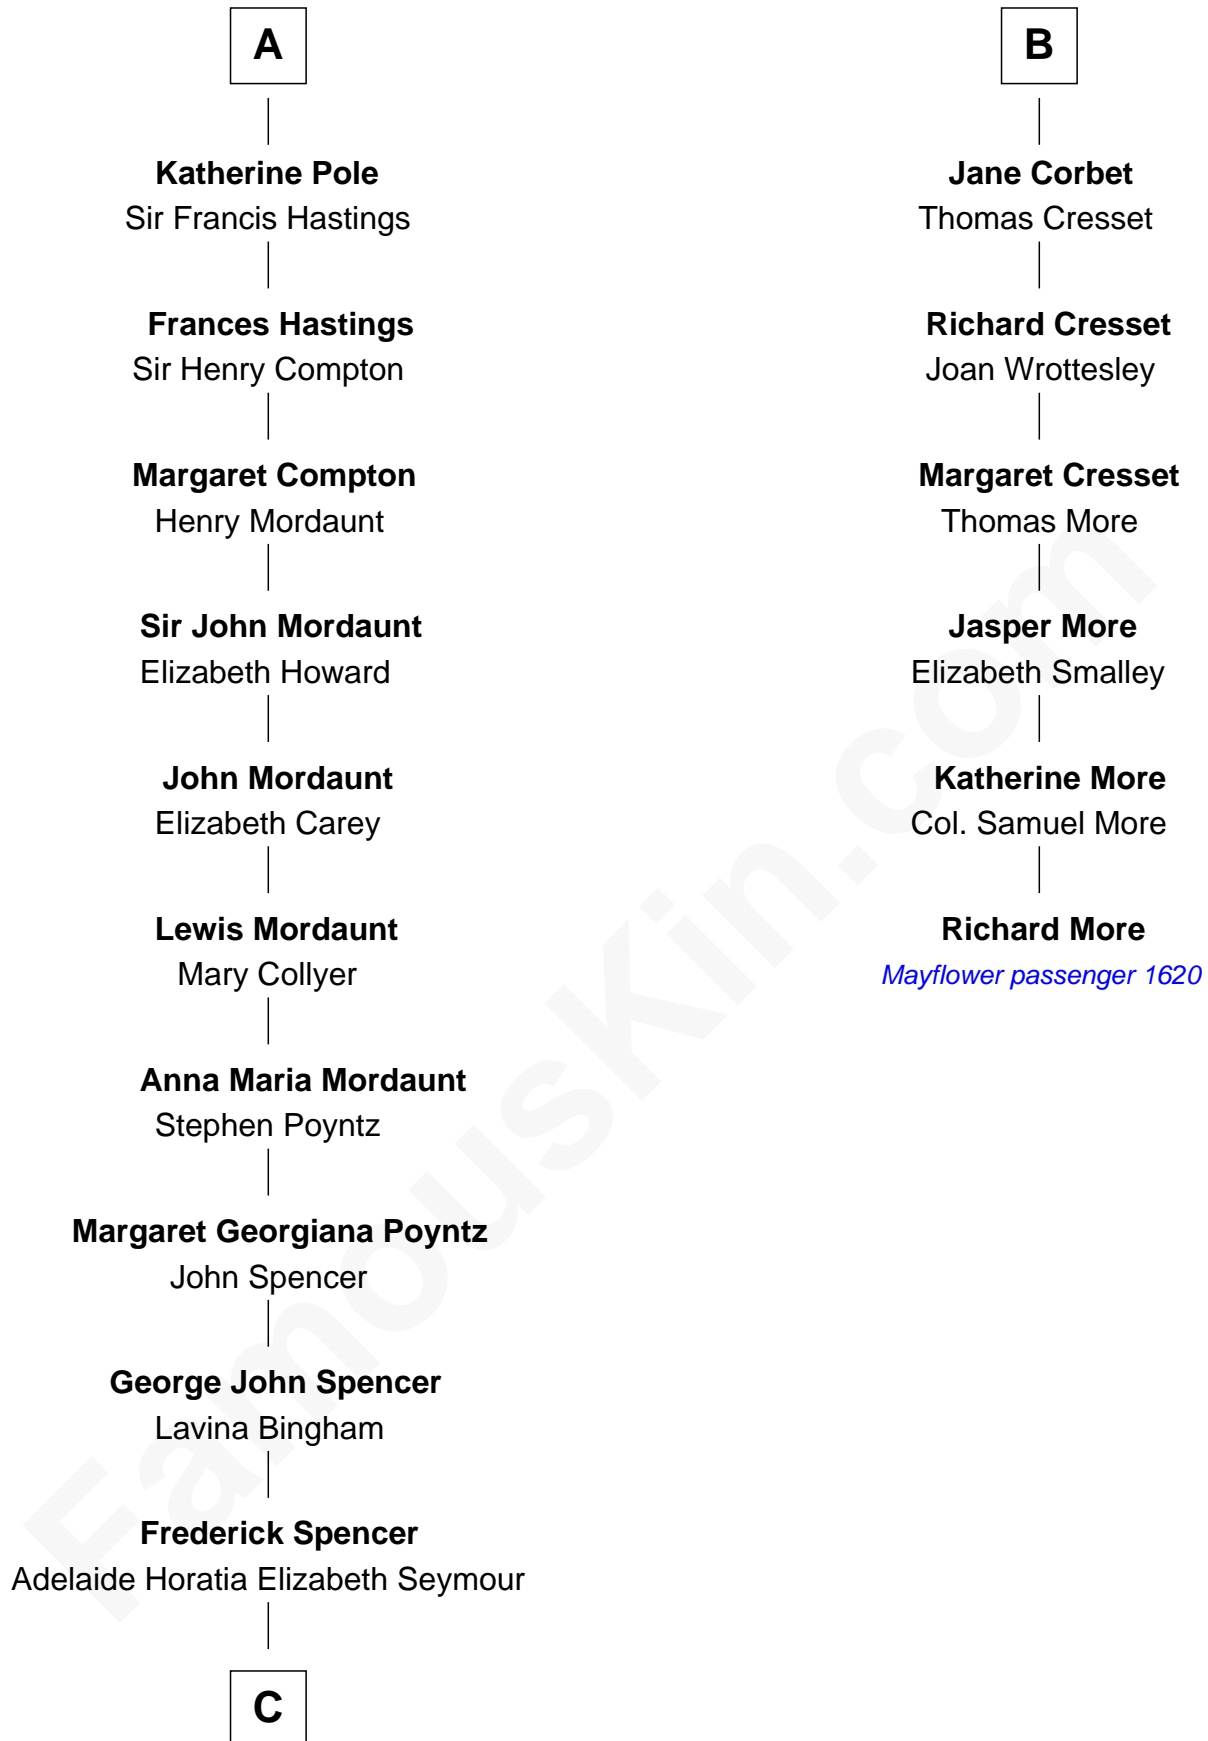 A
Katherine Pole
Sir Francis Hastings
Frances Hastings
Sir Henry Compton
Margaret Compton
Henry Mordaunt
Sir John Mordaunt
Elizabeth Howard
John Mordaunt
Elizabeth Carey
Lewis Mordaunt
Mary Collyer
Anna Maria Mordaunt
Stephen Poyntz
Margaret Georgiana Poyntz
John Spencer
George John Spencer
Lavina Bingham
Frederick Spencer
Adelaide Horatia Elizabeth Seymour
C
B
Jane Corbet
Thomas Cresset
Richard Cresset
Joan Wrottesley
Margaret Cresset
Thomas More
Jasper More
Elizabeth Smalley
Katherine More
Col. Samuel More
Richard More
Mayflower passenger 1620
FamousKin.com